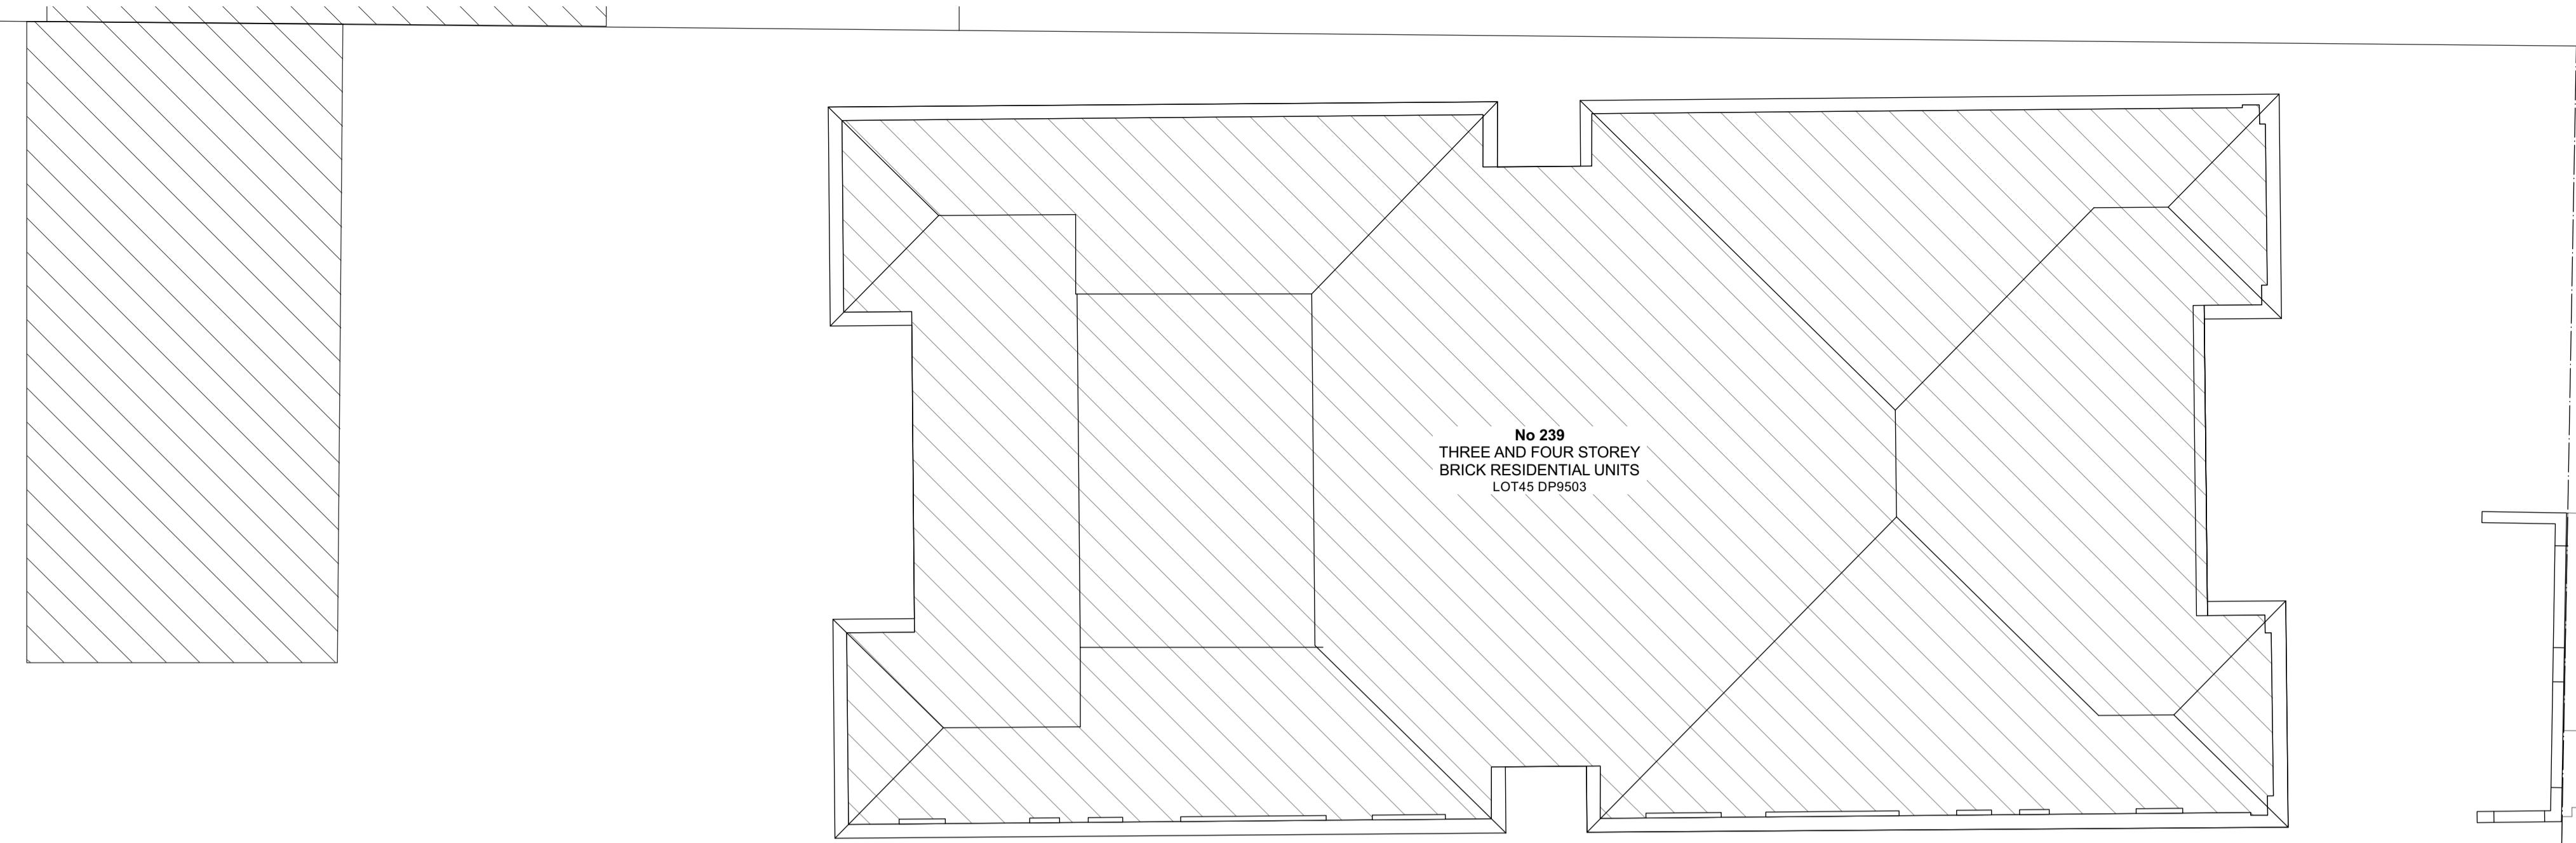 No 239
THREE AND FOUR STOREY
BRICK RESIDENTIAL UNITS
LOT45 DP9503